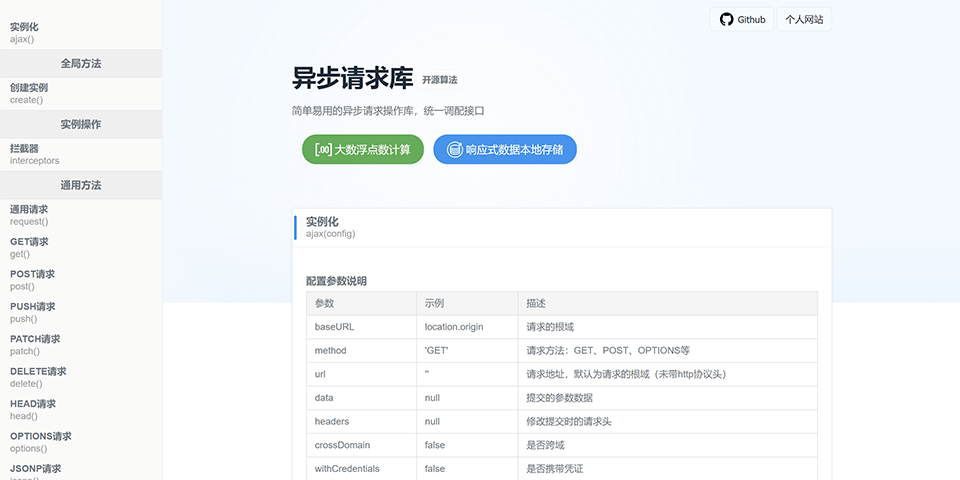 实例化
ajax()
全局方法
创建实例
create()
实例操作
拦截器
interceptors
通用方法
通用请求
request()
GET请求
get()
POST请求
post()
PUSH请求
push()
PATCH请求
patch()
DELETE请求
delete()
HEAD请求
head()
OPTIONS请求
options()
JSONP请求
Github 个人网站
异步请求库 开源算法
简单易用的异步请求操作库，统一调配接口
[.00] 大数浮点数计算 响应式数据本地存储
实例化
ajax(config)
配置参数说明
参数 示例 描述
baseURL location.origin 请求的根域
method 'GET' 请求方法：GET、POST、OPTIONS等
url '' 请求地址，默认为请求的根域（未带http协议头）
data null 提交的参数数据
headers null 修改提交时的请求头
crossDomain false 是否跨域
withCredentials false 是否携带凭证